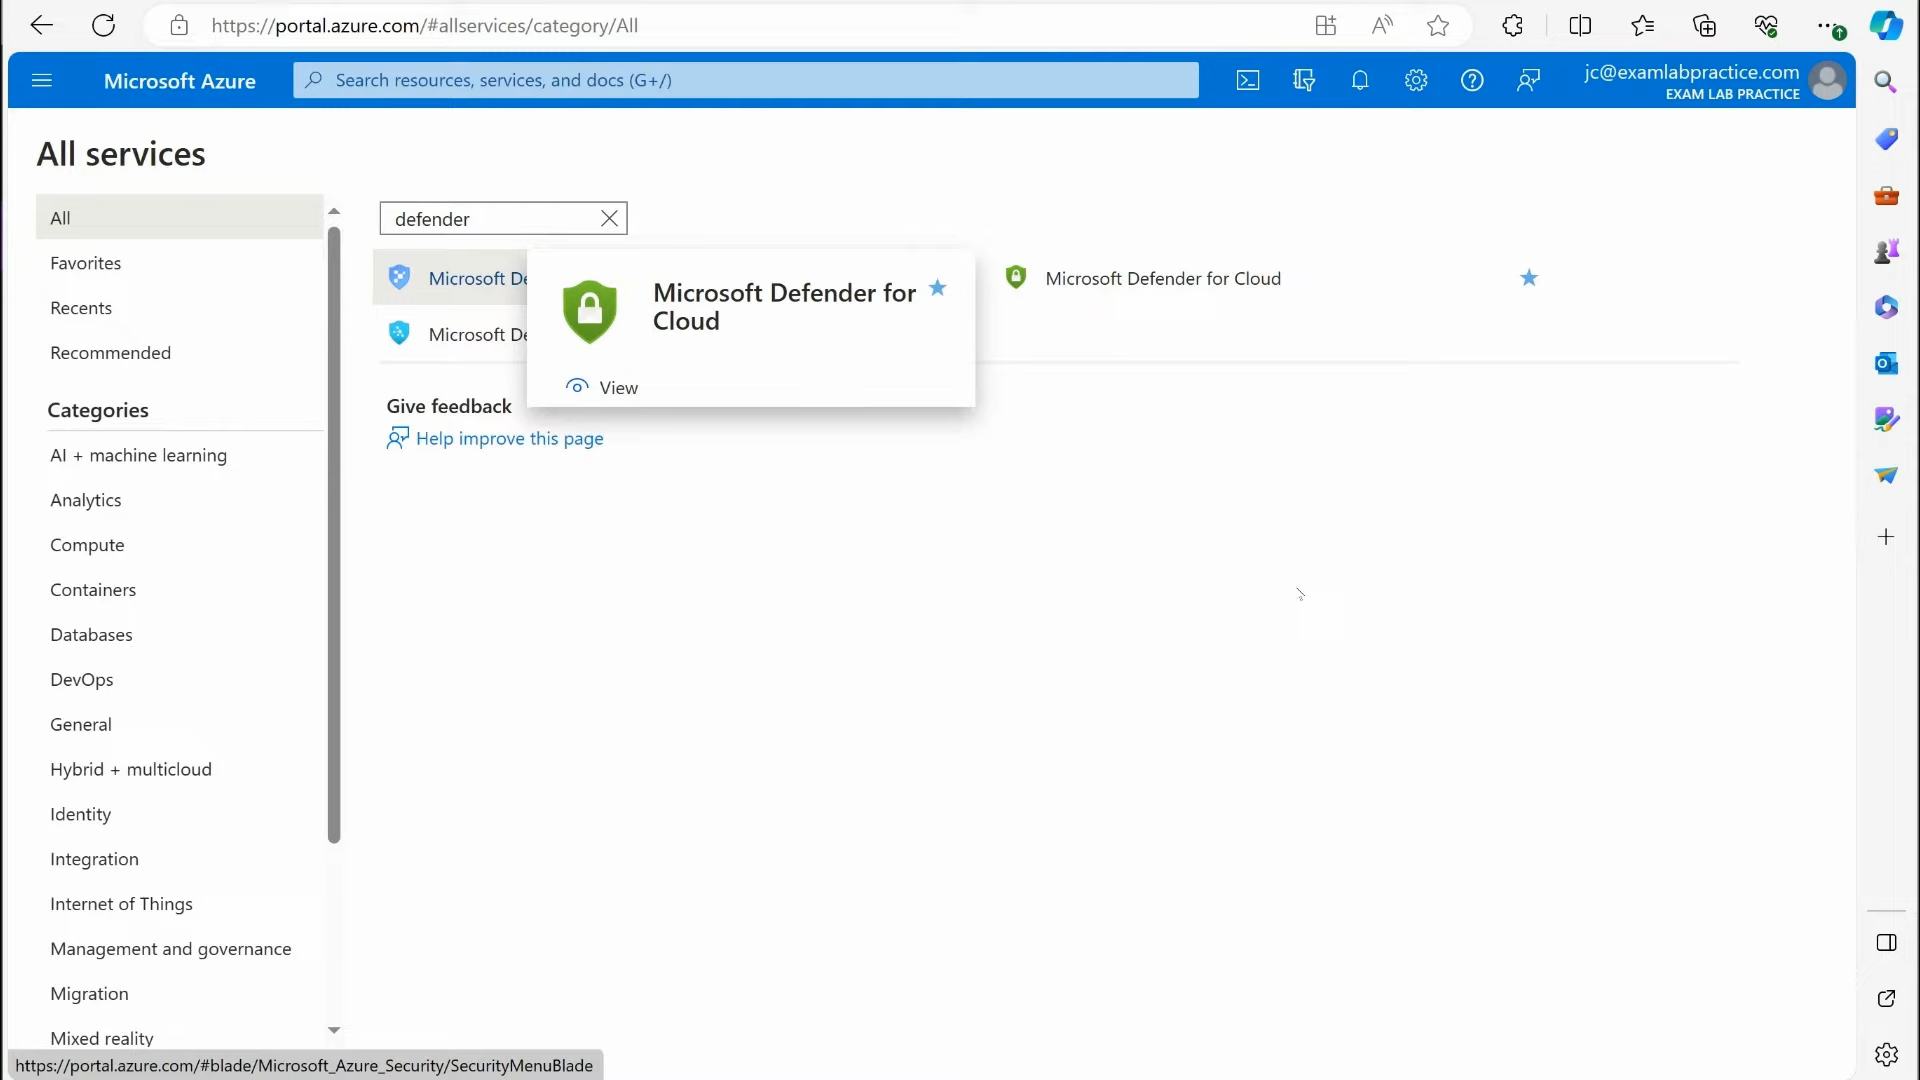 https://portal.azure.com/#allservices/category/All
Microsoft Azure
Search resources, services, and docs (G+/)
jc@examlabpractice.com
EXAM LAB PRACTICE
All services
All
Favorites
Recents
Recommended
Categories
AI + machine learning
Analytics
Compute
Containers
Databases
DevOps
General
Hybrid + multicloud
Identity
Integration
Internet of Things
Management and governance
Migration
Mixed reality
defender
Microsoft De
Microsoft Defender for
Cloud
View
Microsoft Defender for Cloud
Microsoft De
Give feedback
Help improve this page
https://portal.azure.com/#blade/Microsoft_Azure_Security/SecurityMenuBlade